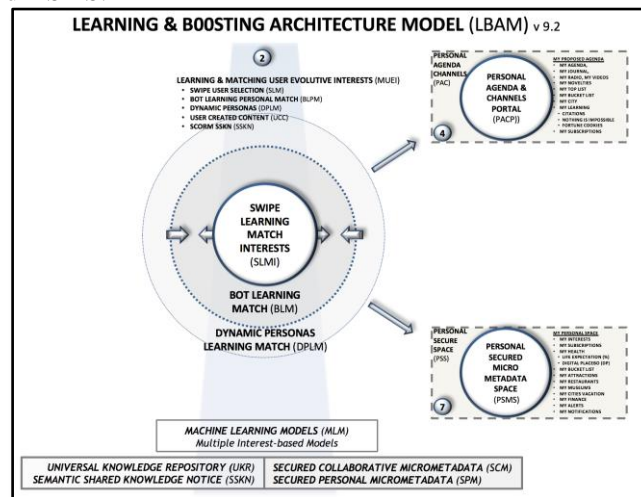 LEARNING & B00STING ARCHITECTURE MODEL (LBAM) v 9.2
2
LEARNING & MATCHING USER EVOLUTIVE INTERESTS (MUEI)
• SWIPE USER SELECTION (SLM)
• BOT LEARNING PERSONAL MATCH (BLPM)
• DYNAMIC PERSONAS (DPLM)
• USER CREATED CONTENT (UCC)
• SCORM SSKN (SSKN)
SWIPE
LEARNING
MATCH
INTERESTS
(SLMI)
BOT LEARNING
MATCH (BLM)
DYNAMIC PERSONAS
LEARNING MATCH (DPLM)
MACHINE LEARNING MODELS (MLM)
Multiple Interest-based Models
UNIVERSAL KNOWLEDGE REPOSITORY (UKR)
SEMANTIC SHARED KNOWLEDGE NOTICE (SSKN)
SECURED COLLABORATIVE MICROMETADATA (SCM)
SECURED PERSONAL MICROMETADATA (SPM)
PERSONAL
AGENDA
CHANNELS
(PAC)
PERSONAL
AGENDA &
CHANNELS
PORTAL
(PACP))
4
MY PROPOSED AGENDA
• MY AGENDA,
• MY JOURNAL,
• MY RADIO, MY VIDEOS
• MY NOVELTIES
• MY TOP LIST
• MY BUCKET LIST
• MY CITY
• MY LEARNING
• CITATIONS
• NOTHING IS IMPOSSIBLE
• FORTUNE COOKIES
• MY SUBSCRIPTIONS
PERSONAL
SECURE
SPACE
(PSS)
PERSONAL
SECURED
MICRO
METADATA
SPACE
(PSMS)
7
MY PERSONAL SPACE
• MY INTERESTS
• MY SUBSCRIPTIONS
• MY HEALTH
• LIFE EXPECTATION (%)
• DIGITAL PLACEBO (DP)
• MY BUCKET LIST
• MY ATTRACTIONS
• MY RESTAURANTS
• MY MUSEUMS
• MY CITIES VACATION
• MY FINANCE
• MY ALERTS
• MY NOTIFICATIONS